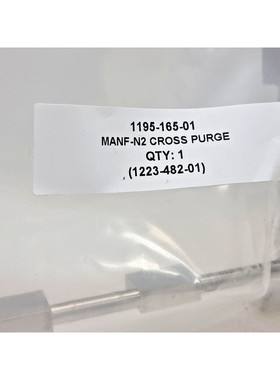 1195-165-01
MANF-N2 CROSS PURGE
QTY: 1
(1223-482-01)